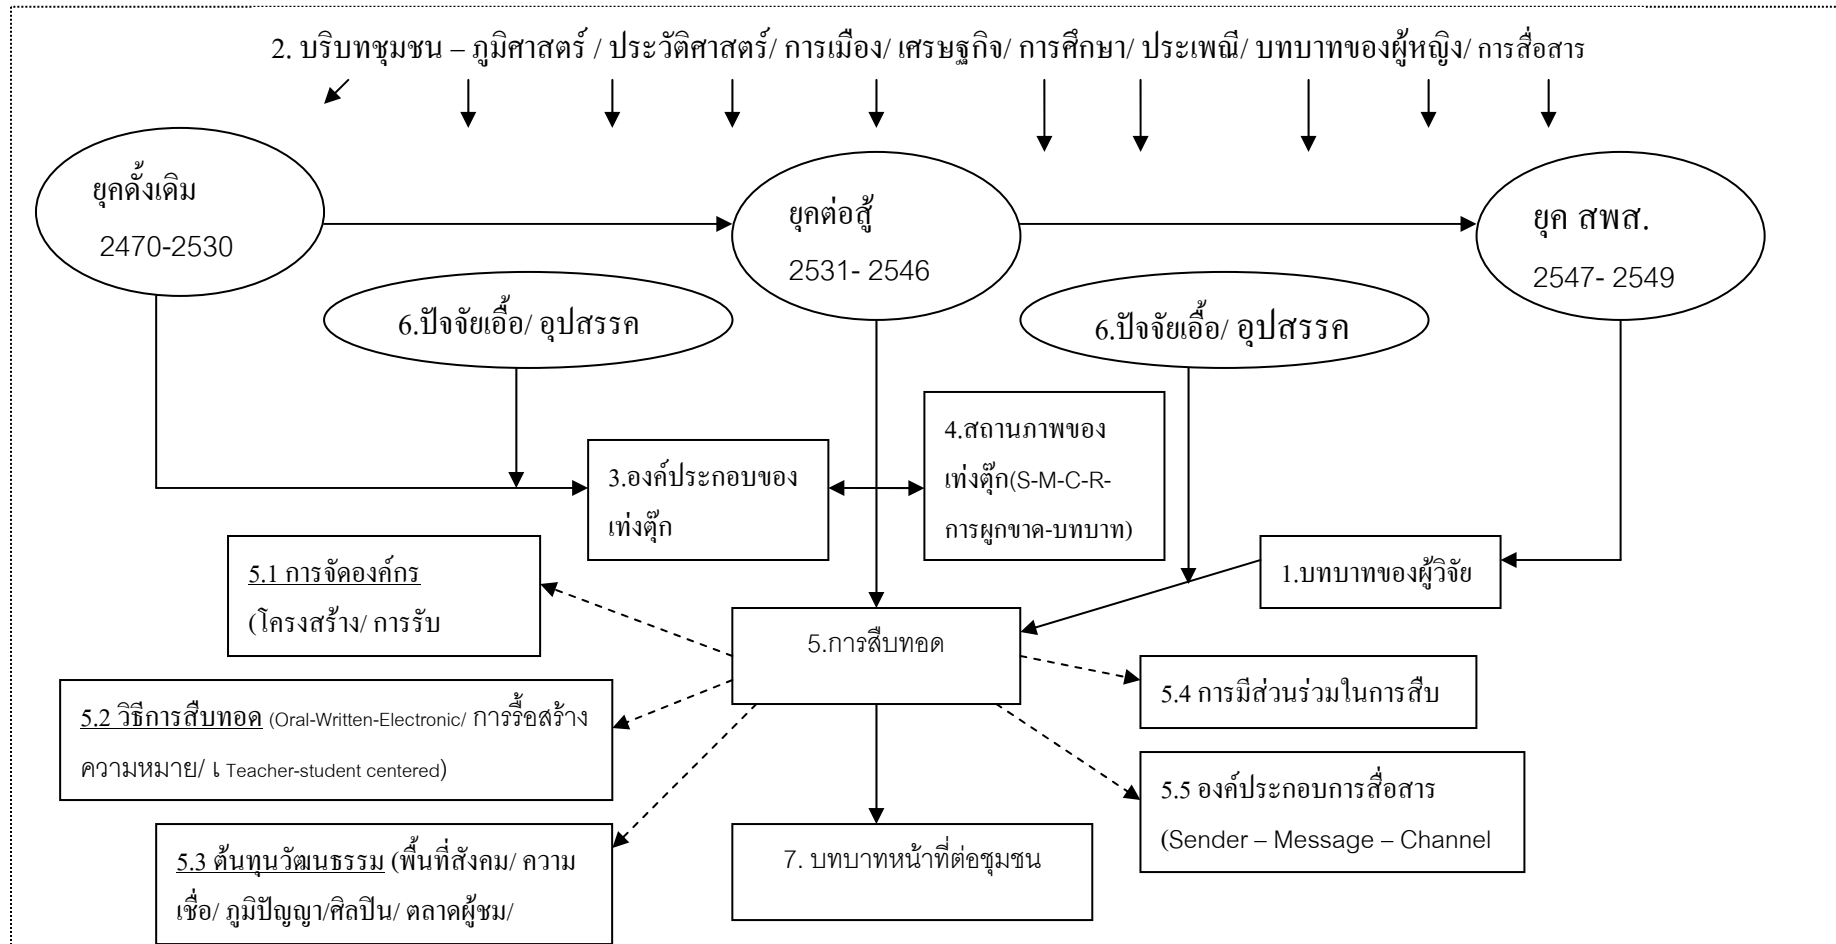 2. บริบทชุมชน – ภูมิศาสตร์ / ประวัติศาสตร์/ การเมือง/ เศรษฐกิจ/ การศึกษา/ ประเพณี/ บทบาทของผู้หญิง/ การสื่อสาร
ยุคดั้งเดิม
2470-2530
ยุคต่อสู้
2531- 2546
ยุค สพส.
2547- 2549
6.ปัจจัยเอื้อ/ อุปสรรค
6.ปัจจัยเอื้อ/ อุปสรรค
3.องค์ประกอบของ
เท่งตุ๊ก
4.สถานภาพของ
เท่งตุ๊ก(S-M-C-R-
การผูกขาด-บทบาท)
1.บทบาทของผู้วิจัย
5.1 การจัดองค์กร
(โครงสร้าง/ การรับ
5.การสืบทอด
5.2 วิธีการสืบทอด (Oral-Written-Electronic/ การรื้อสร้าง
ความหมาย/ เ Teacher-student centered)
5.4 การมีส่วนร่วมในการสืบ
5.3 ต้นทุนวัฒนธรรม (พื้นที่สังคม/ ความ
เชื่อ/ ภูมิปัญญา/ศิลปิน/ ตลาดผู้ชม/
7. บทบาทหน้าที่ต่อชุมชน
5.5 องค์ประกอบการสื่อสาร
(Sender – Message – Channel